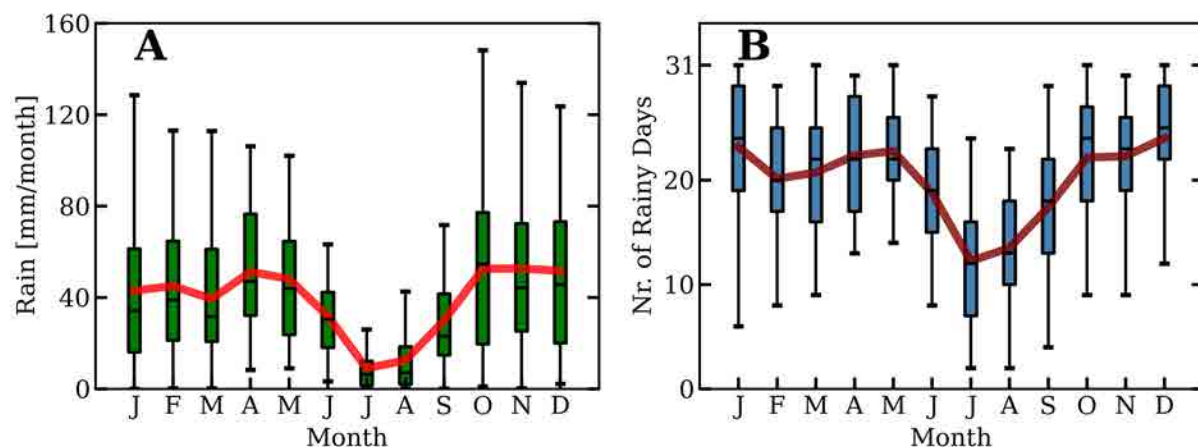 A
Rain [mm/month]
160
120
80
40
0
J F M A M J J A S O N D
Month
B
Nr. of Rainy Days
31
20
10
0
J F M A M J J A S O N D
Month